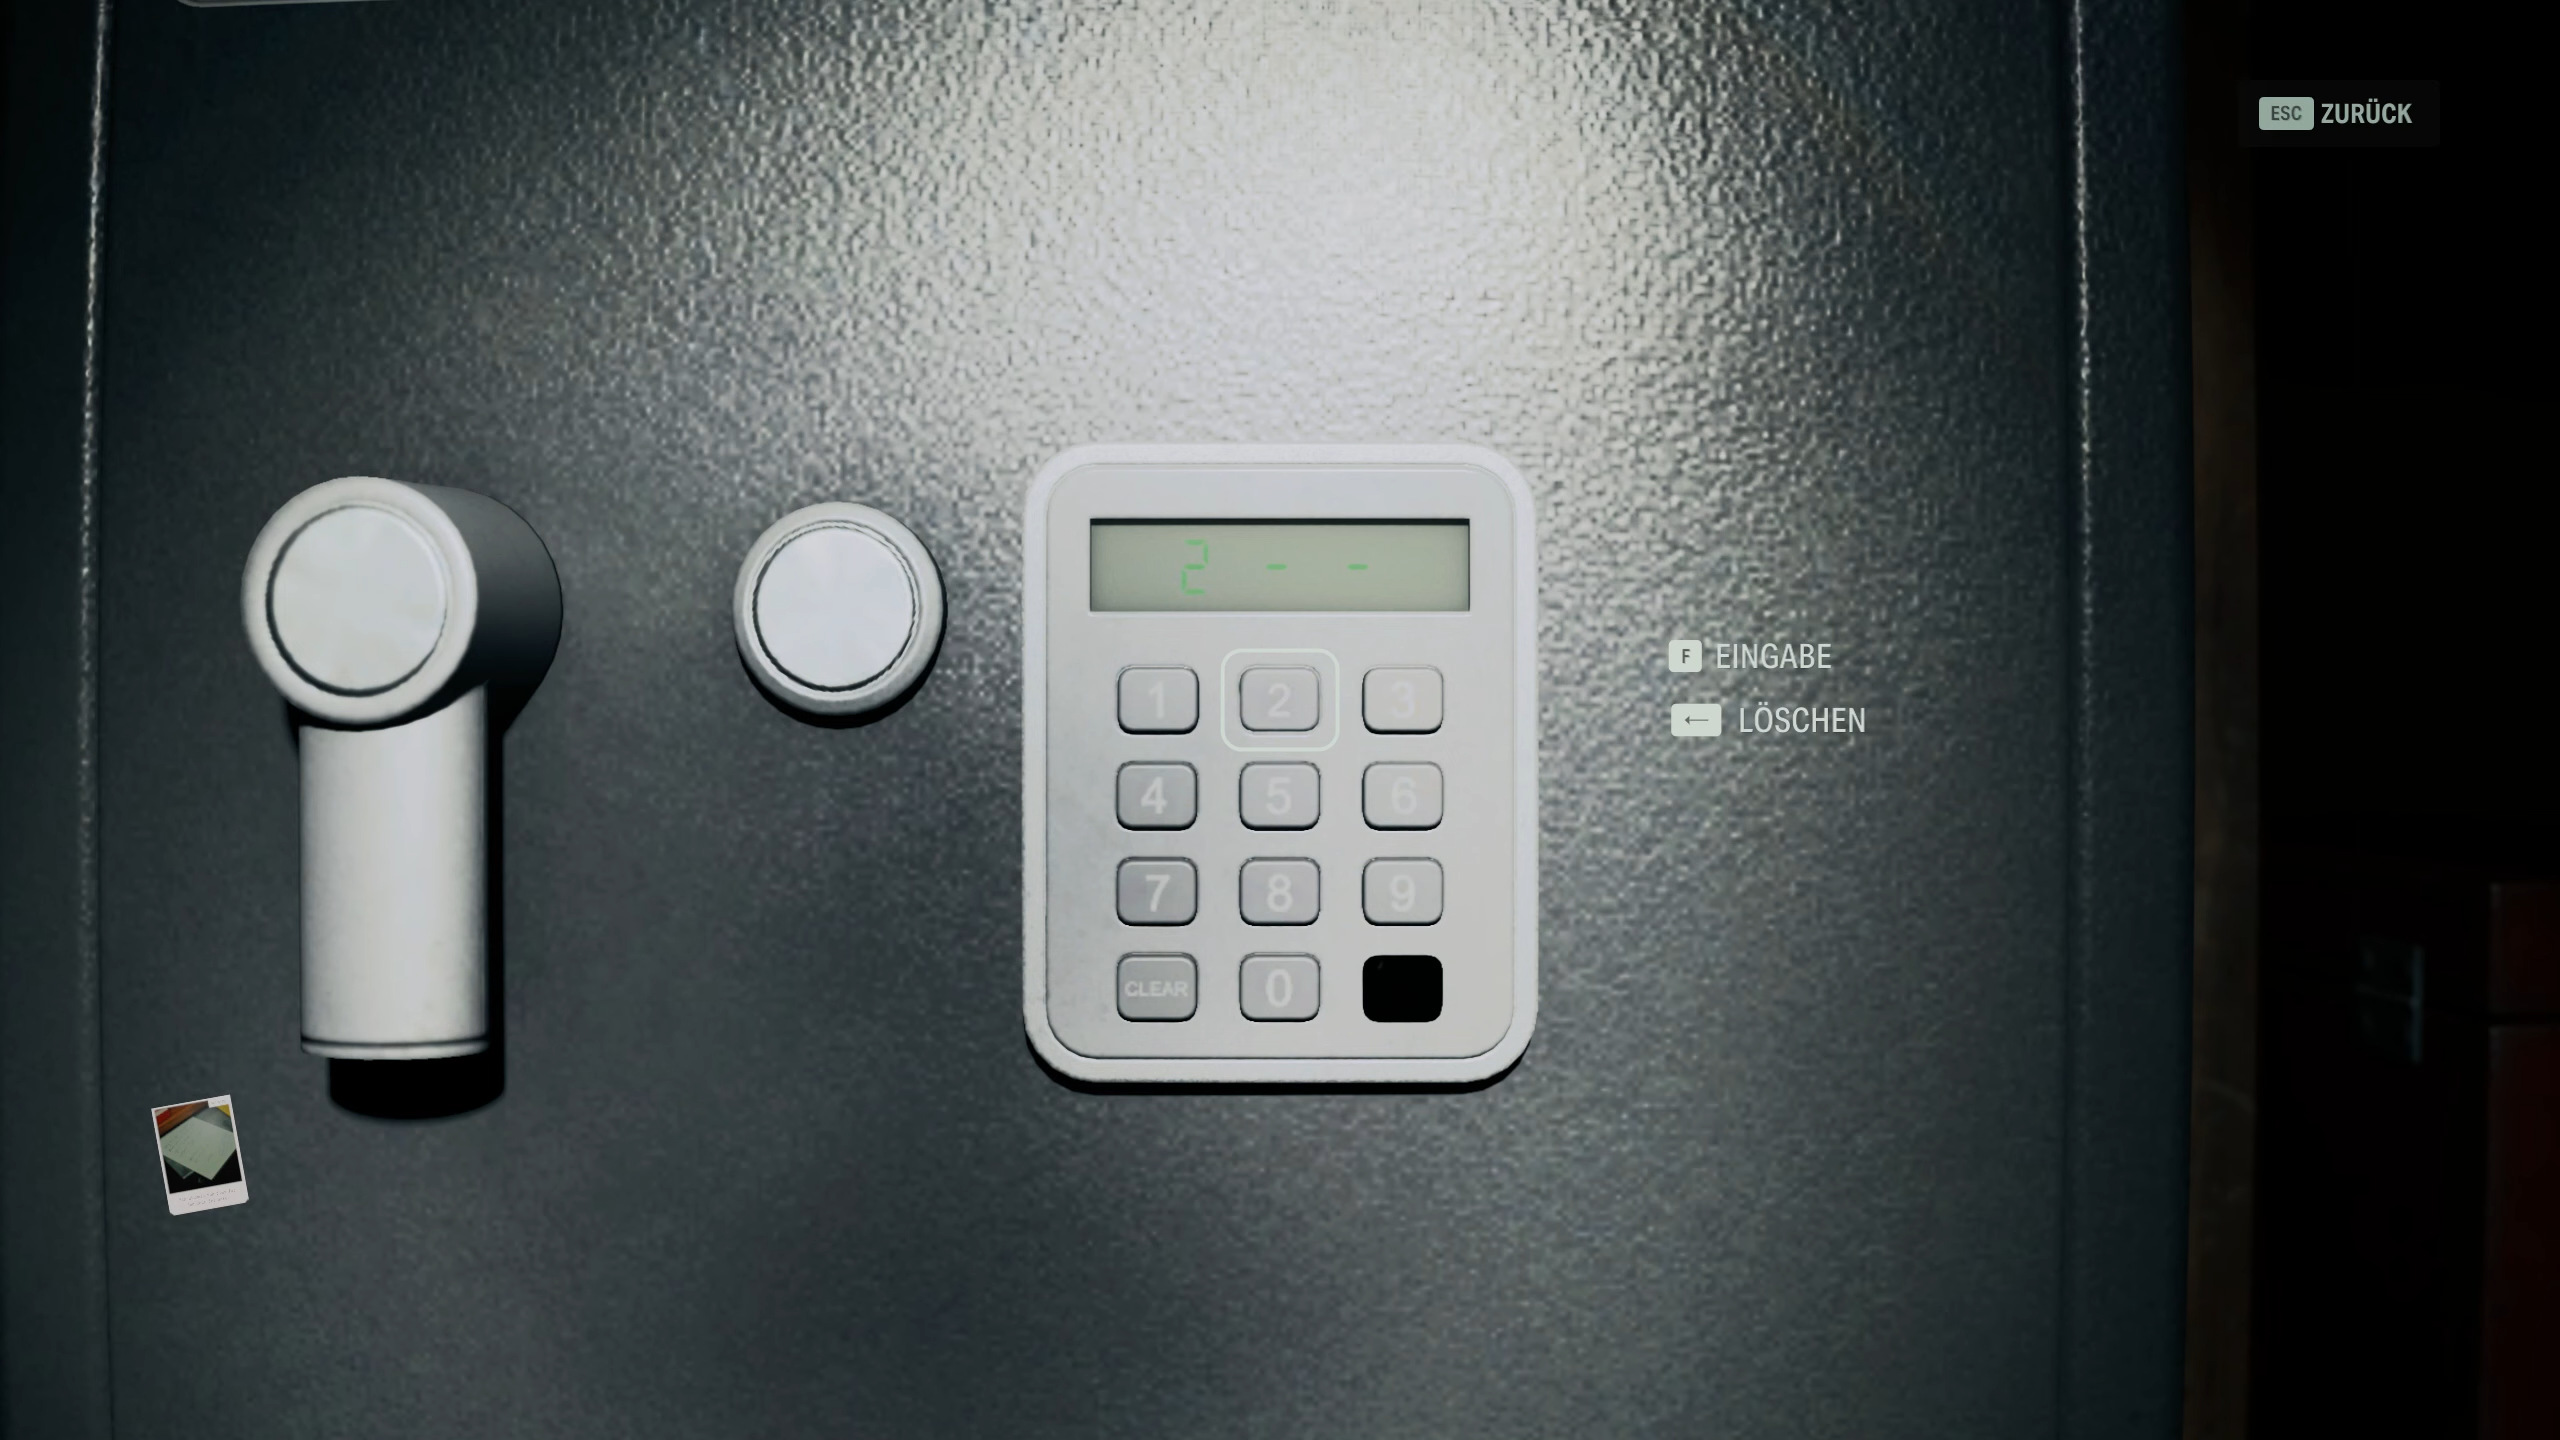 ESC ZURÜCK
2 - -
1 2 3
F EINGABE
← LÖSCHEN
4 5 6
7 8 9
CLEAR 0